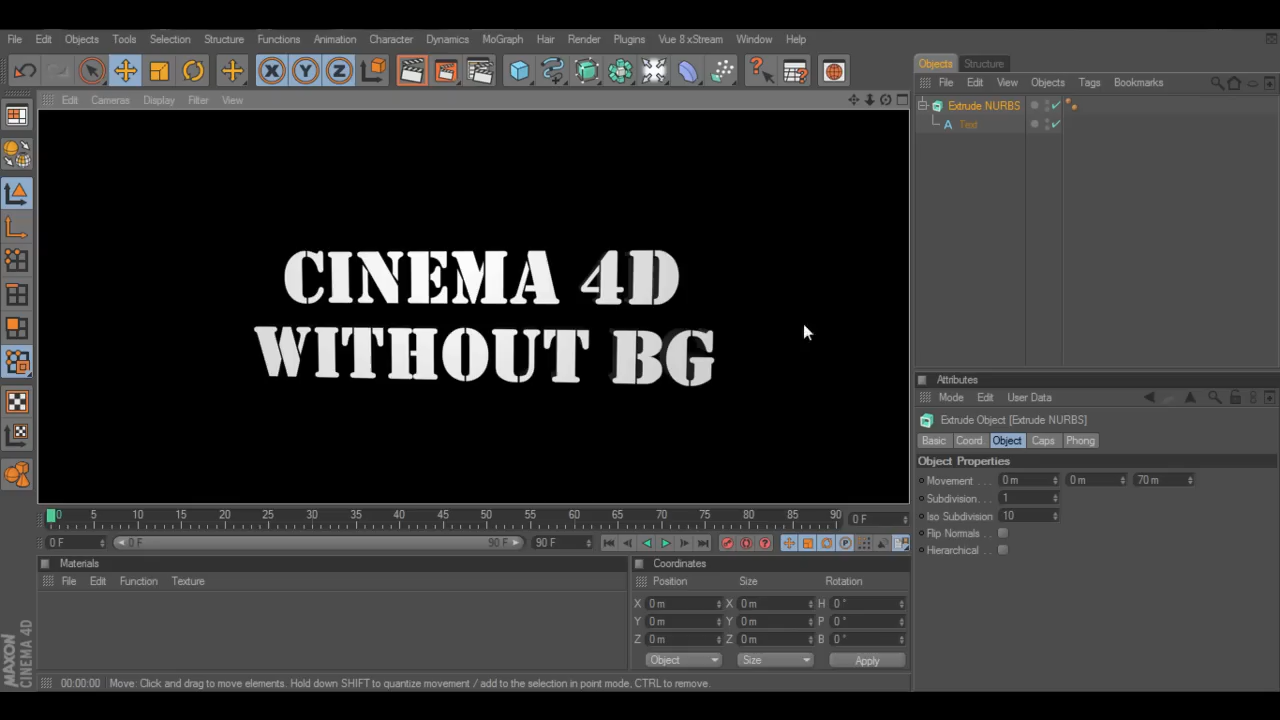 File Edit Objects Tools Selection Structure Functions Animation Character Dynamics MoGraph Hair Render Plugins Vue 8 xStream Window Help
X Y Z
Edit Cameras Display Filter View
CINEMA 4D
WITHOUT BG
0 5 10 15 20 25 30 35 40 45 50 55 60 65 70 75 80 85 90 0 F
0 F 0 F 90 F 90 F
Materials
File Edit Function Texture
Coordinates
Position Size Rotation
X 0 m X 0 m H 0 °
Y 0 m Y 0 m P 0 °
Z 0 m Z 0 m B 0 °
Object Size Apply
MAXON
CINEMA 4D
00:00:00 Move: Click and drag to move elements. Hold down SHIFT to quantize movement / add to the selection in point mode, CTRL to remove.
Objects Structure
File Edit View Objects Tags Bookmarks
Extrude NURBS
A Text
Attributes
Mode Edit User Data
Extrude Object [Extrude NURBS]
Basic Coord Object Caps Phong
Object Properties
Movement . . . 0 m 0 m 70 m
Subdivision. . . 1
Iso Subdivision 10
Flip Normals .
Hierarchical . .